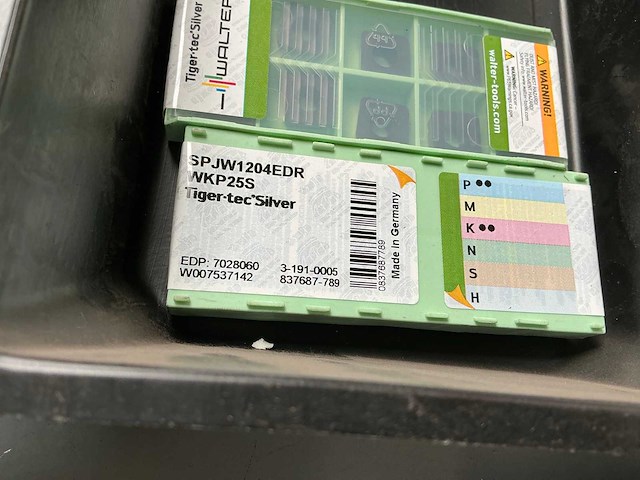 Tiger·tec®Silver
WALTER
walter-tools.com
WARNING!
SPJW1204EDR
WKP25S
Tiger·tec®Silver
EDP: 7028060
W007537142
3-191-0005
837687-789
0837687789
Made in Germany
P ●●
M
K ●●
N
S
H